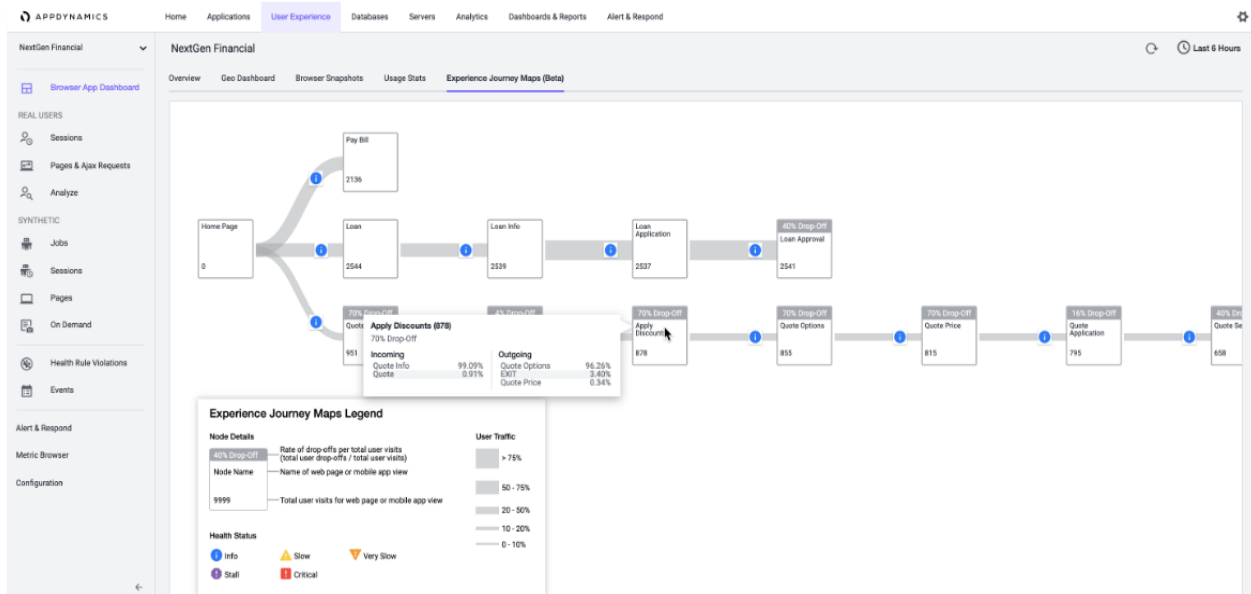 APPDYNAMICS
Home Applications User Experience Databases Servers Analytics Dashboards & Reports Alert & Respond
NextGen Financial
NextGen Financial
Last 6 Hours
Overview Geo Dashboard Browser Snapshots Usage Stats Experience Journey Maps (Beta)
Browser App Dashboard
REAL USERS
Sessions
Pages & Ajax Requests
Analyze
SYNTHETIC
Jobs
Sessions
Pages
On Demand
Health Rule Violations
Events
Alert & Respond
Metric Browser
Configuration
Pay Bill
2136
Home Page
0
Loan
2544
Loan Info
2539
Loan
Application
2537
40% Drop-Off
Loan Approval
2541
70% Drop-Off
Quote
951
4% Drop-Off
70% Drop-Off
Apply
Discounts
878
70% Drop-Off
Quote Options
855
70% Drop-Off
Quote Price
815
16% Drop-Off
Quote
Application
795
40% Dr
Quote Se
658
Apply Discounts (878)
70% Drop-Off
Incoming
Quote Info 99.09%
Quote 0.91%
Outgoing
Quote Options 96.26%
EXIT 3.40%
Quote Price 0.34%
Experience Journey Maps Legend
Node Details
40% Drop-Off
Node Name
9999
Rate of drop-offs per total user visits
(total user drop-offs / total user visits)
Name of web page or mobile app view
Total user visits for web page or mobile app view
User Traffic
> 75%
50 - 75%
20 - 50%
10 - 20%
0 - 10%
Health Status
Info Slow Very Slow
Stall Critical